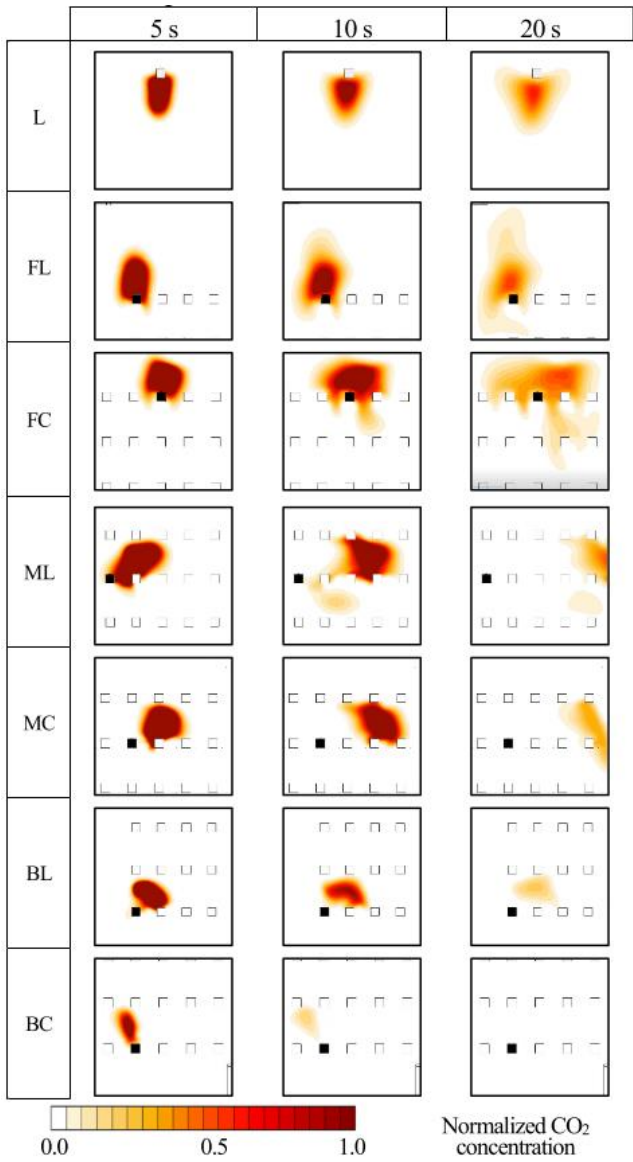 5 s 10 s 20 s
L
FL
FC
ML
MC
BL
BC
0.0 0.5 1.0
Normalized CO₂
concentration